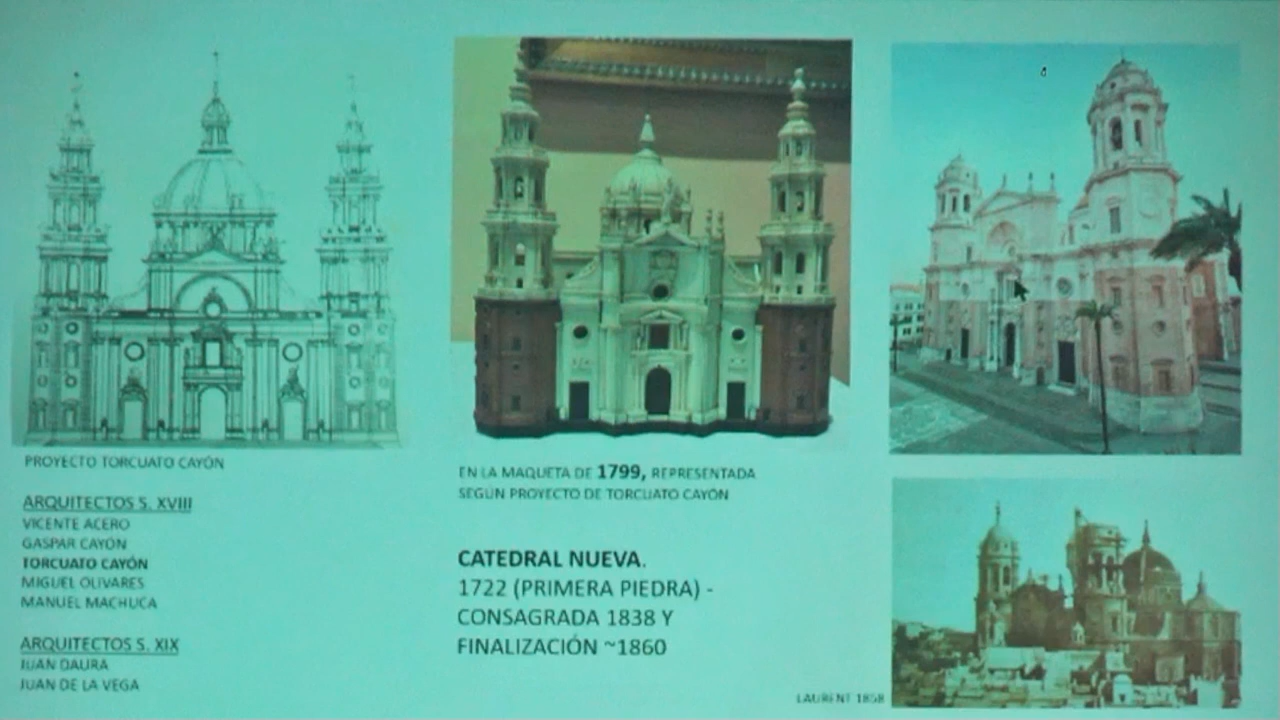 PROYECTO TORCUATO CAYÓN
ARQUITECTOS S. XVIII
VICENTE ACERO
GASPAR CAYÓN
TORCUATO CAYÓN
MIGUEL OLIVARES
MANUEL MACHUCA
ARQUITECTOS S. XIX
JUAN DAURA
JUAN DE LA VEGA
EN LA MAQUETA DE 1799, REPRESENTADA
SEGÚN PROYECTO DE TORCUATO CAYÓN
CATEDRAL NUEVA.
1722 (PRIMERA PIEDRA) -
CONSAGRADA 1838 Y
FINALIZACIÓN ~1860
LAURENT 1858